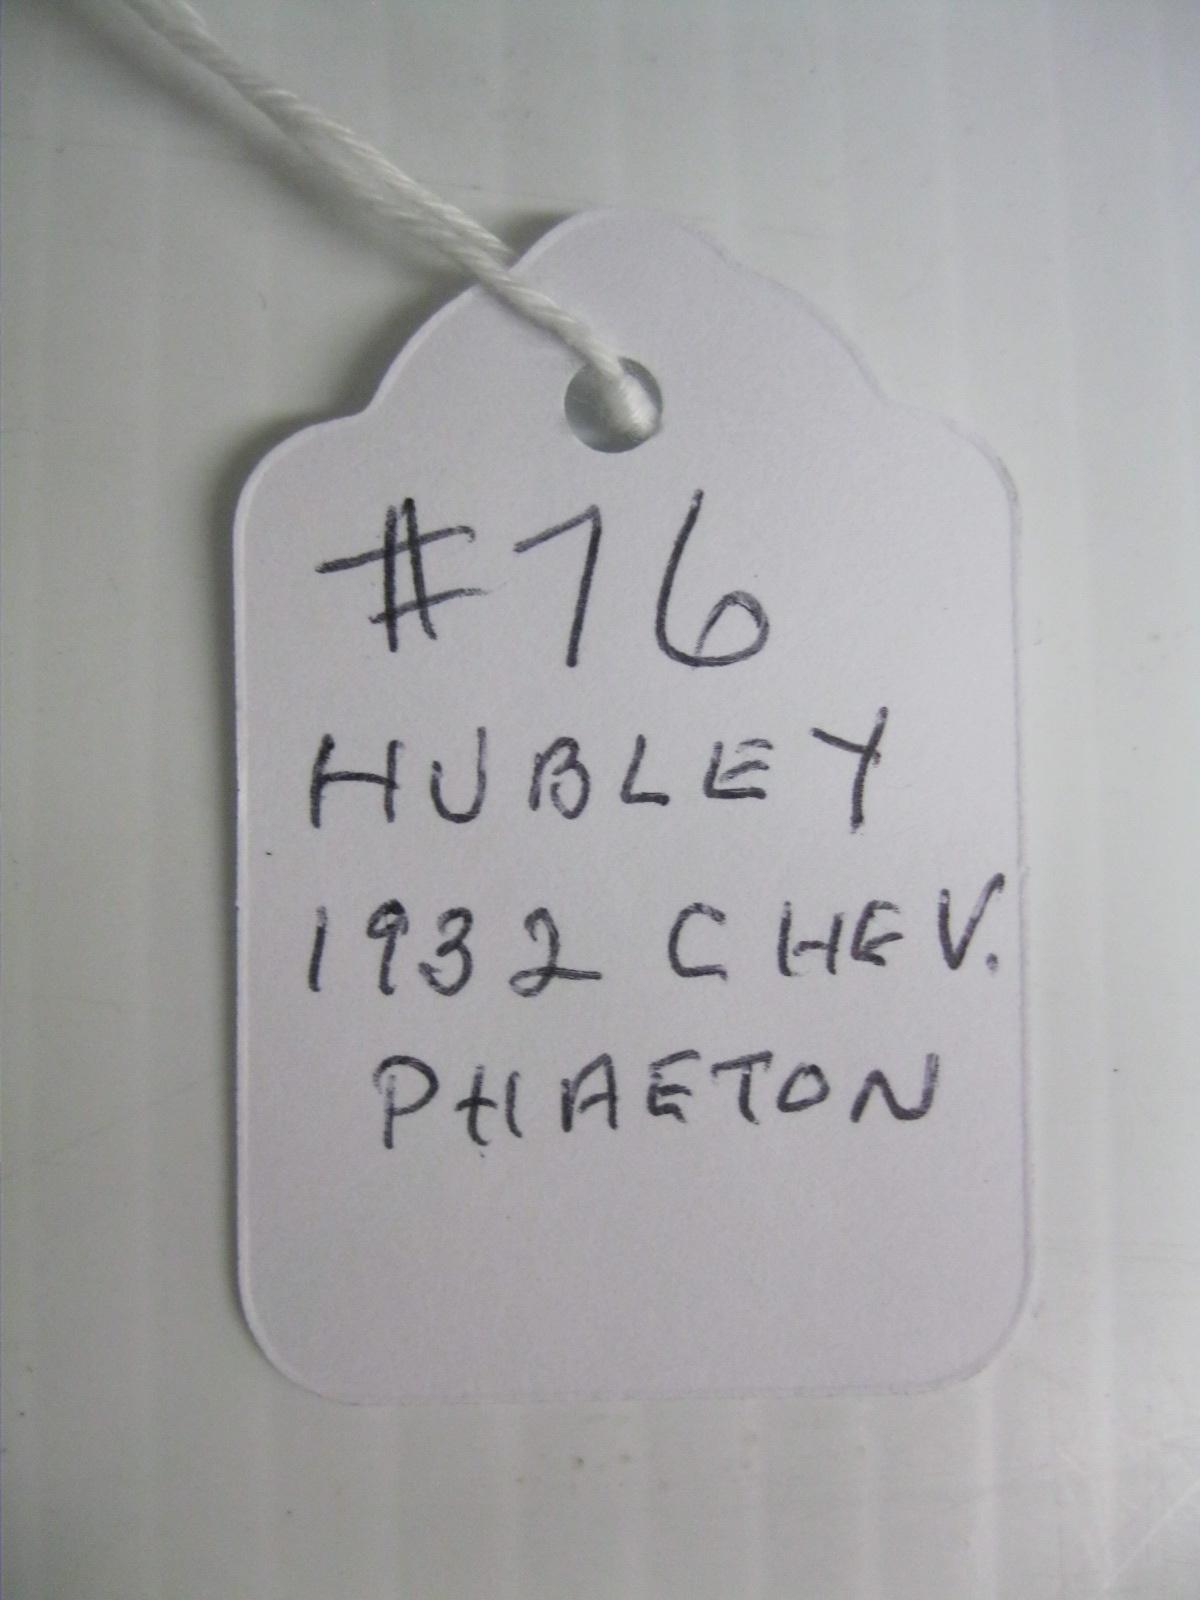 #76
HUBLEY
1932 CHEV.
PHAETON